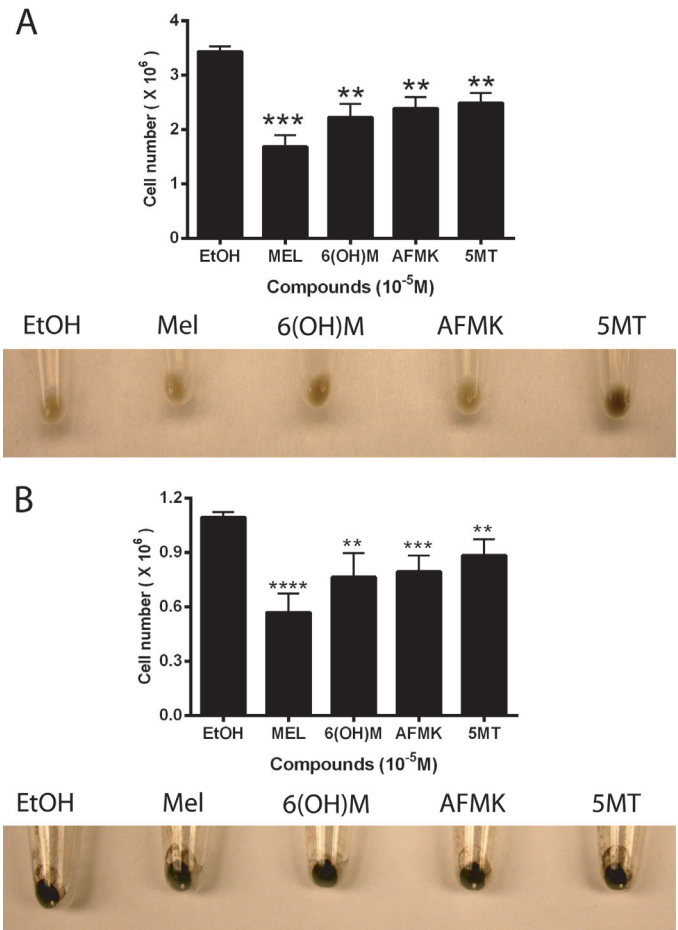 A
Cell number ( X 10⁶)
4
3
2
1
0
***
**
**
**
EtOH MEL 6(OH)M AFMK 5MT
Compounds (10⁻⁵M)
EtOH Mel 6(OH)M AFMK 5MT
B
Cell number ( X 10⁶)
1.2
0.9
0.6
0.3
0.0
****
**
***
**
EtOH MEL 6(OH)M AFMK 5MT
Compounds (10⁻⁵M)
EtOH Mel 6(OH)M AFMK 5MT